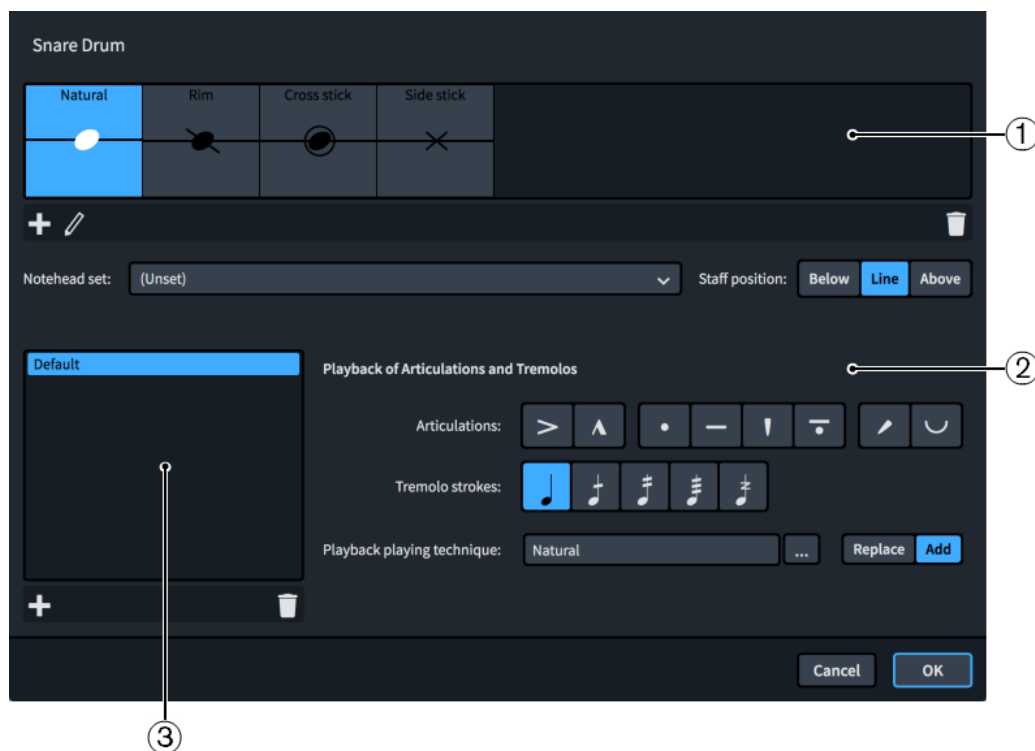 Snare Drum
Natural Rim Cross stick Side stick
①
Notehead set: (Unset) Staff position: Below Line Above
Default
Playback of Articulations and Tremolos
②
Articulations:
Tremolo strokes:
Playback playing technique: Natural ... Replace Add
Cancel OK
③